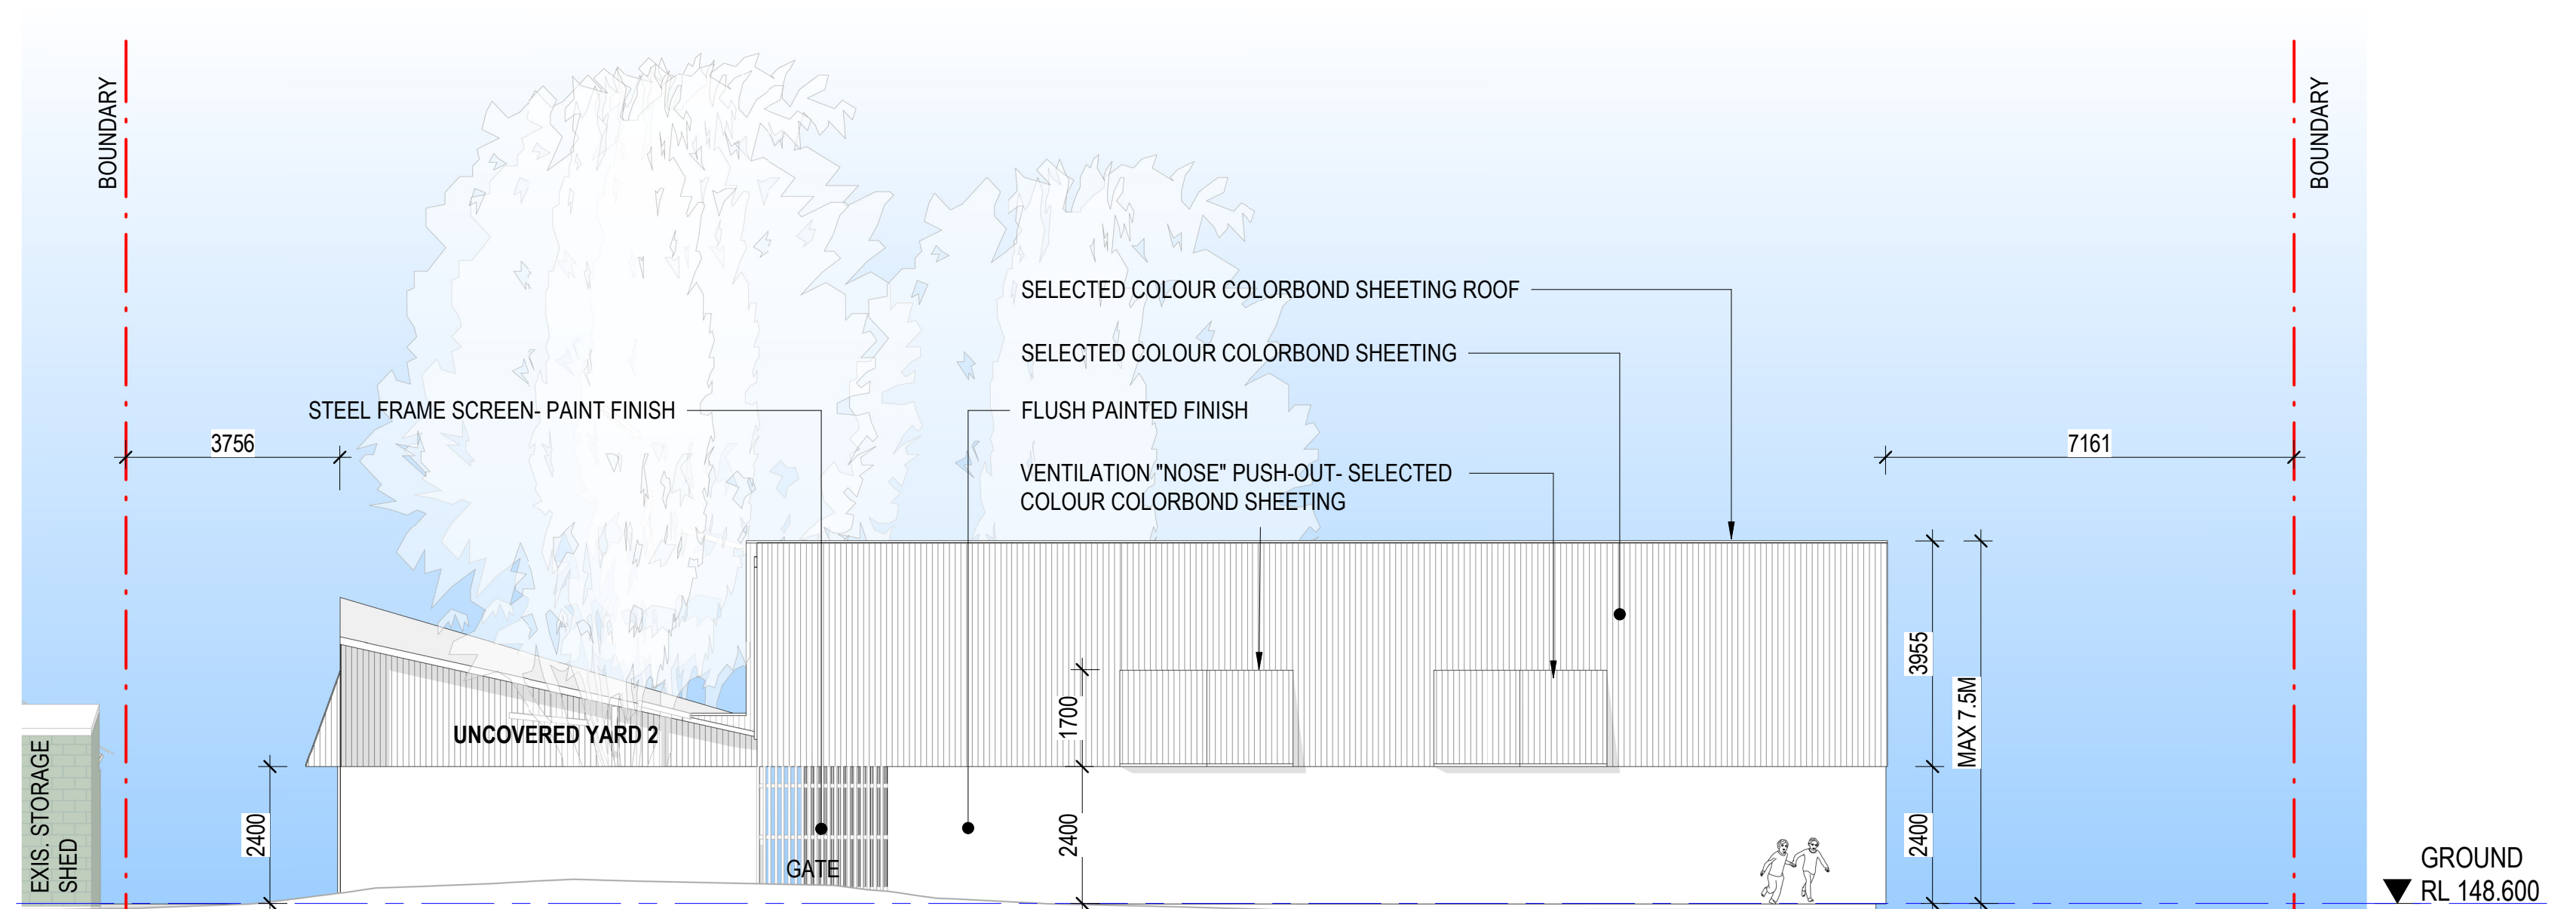 BOUNDARY
BOUNDARY
SELECTED COLOUR COLORBOND SHEETING ROOF
SELECTED COLOUR COLORBOND SHEETING
STEEL FRAME SCREEN- PAINT FINISH
FLUSH PAINTED FINISH
3756
7161
VENTILATION "NOSE" PUSH-OUT- SELECTED
COLOUR COLORBOND SHEETING
3955
1700
MAX 7.5M
UNCOVERED YARD 2
EXIS. STORAGE
SHED
2400
2400
2400
GATE
GROUND
RL 148.600